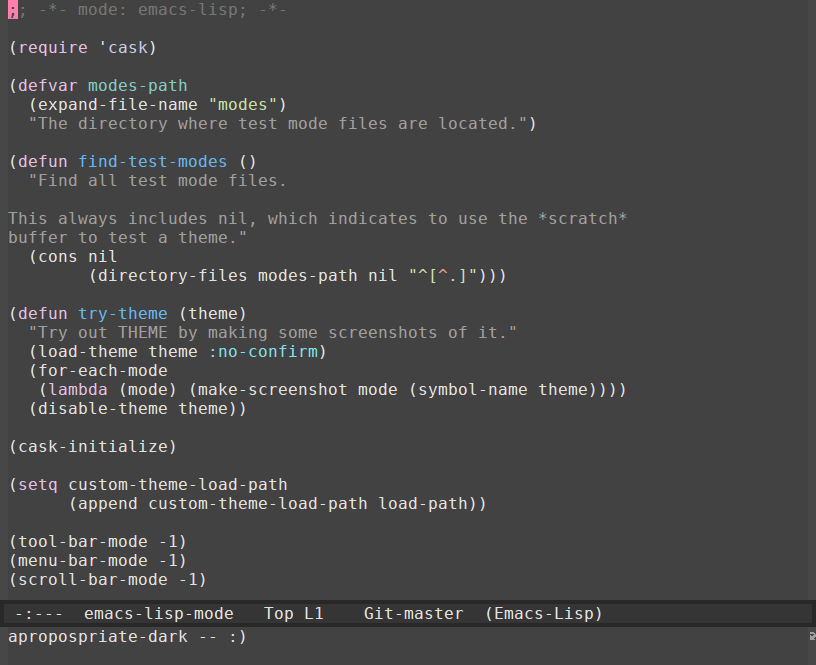 ;; -*- mode: emacs-lisp; -*-

(require 'cask)

(defvar modes-path
  (expand-file-name "modes")
  "The directory where test mode files are located.")

(defun find-test-modes ()
  "Find all test mode files.

This always includes nil, which indicates to use the *scratch*
buffer to test a theme."
  (cons nil
        (directory-files modes-path nil "^[^.]")))

(defun try-theme (theme)
  "Try out THEME by making some screenshots of it."
  (load-theme theme :no-confirm)
  (for-each-mode
   (lambda (mode) (make-screenshot mode (symbol-name theme))))
  (disable-theme theme))

(cask-initialize)

(setq custom-theme-load-path
      (append custom-theme-load-path load-path))

(tool-bar-mode -1)
(menu-bar-mode -1)
(scroll-bar-mode -1)
-:---  emacs-lisp-mode   Top L1    Git-master  (Emacs-Lisp)
apropospriate-dark -- :)